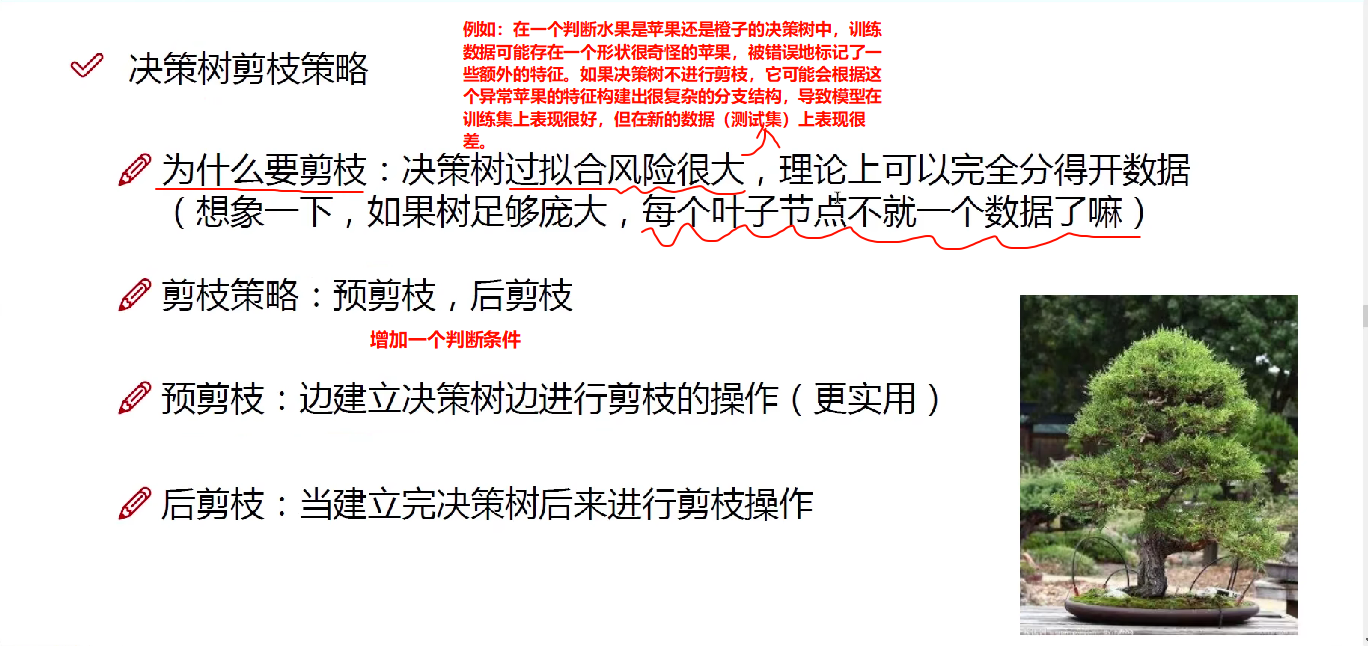 例如：在一个判断水果是苹果还是橙子的决策树中，训练
数据可能存在一个形状很奇怪的苹果，被错误地标记了一
些额外的特征。如果决策树不进行剪枝，它可能会根据这
个异常苹果的特征构建出很复杂的分支结构，导致模型在
训练集上表现很好，但在新的数据（测试集）上表现很
差。
决策树剪枝策略
为什么要剪枝：决策树过拟合风险很大，理论上可以完全分得开数据
（想象一下，如果树足够庞大，每个叶子节点不就一个数据了嘛）
剪枝策略：预剪枝，后剪枝
增加一个判断条件
预剪枝：边建立决策树边进行剪枝的操作（更实用）
后剪枝：当建立完决策树后来进行剪枝操作